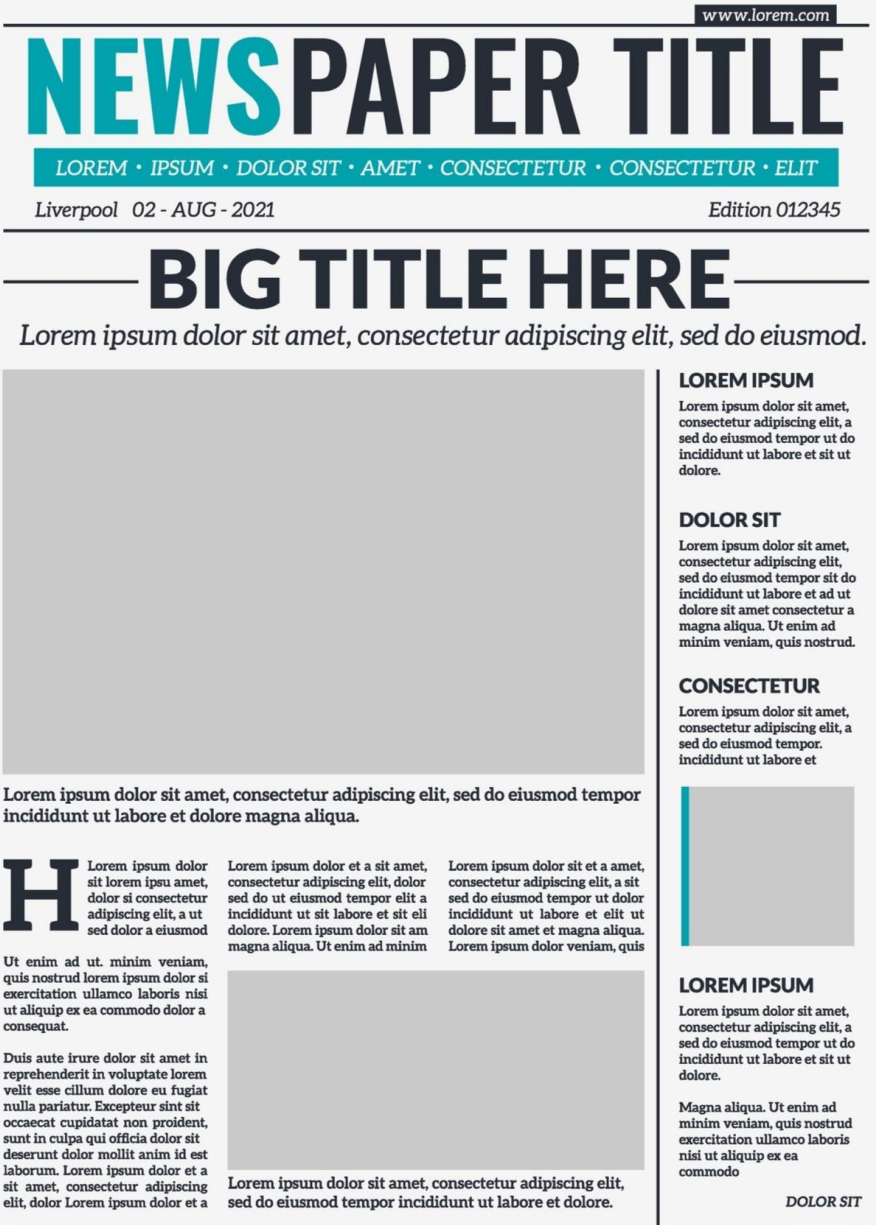 www.lorem.com
NEWSPAPER TITLE
LOREM • IPSUM • DOLOR SIT • AMET • CONSECTETUR • CONSECTETUR • ELIT
Liverpool 02 - AUG - 2021
Edition 012345
BIG TITLE HERE
Lorem ipsum dolor sit amet, consectetur adipiscing elit, sed do eiusmod.
Lorem ipsum dolor sit amet, consectetur adipiscing elit, sed do eiusmod tempor
incididunt ut labore et dolore magna aliqua.
H
Lorem ipsum dolor
sit lorem ipsu amet,
dolor si consectetur
adipiscing elit, a ut
sed dolor a eiusmod
Ut enim ad ut. minim veniam,
quis nostrud lorem ipsum dolor si
exercitation ullamco laboris nisi
ut aliquip ex ea commodo dolor a
consequat.
Duis aute irure dolor sit amet in
reprehenderit in voluptate lorem
velit esse cillum dolore eu fugiat
nulla pariatur. Excepteur sint sit
occaecat cupidatat non proident,
sunt in culpa qui officia dolor sit
deserunt dolor mollit anim id est
laborum. Lorem ipsum dolor et a
sit amet, consectetur adipiscing
elit, dolor Lorem ipsum dolor et a
Lorem ipsum dolor et a sit amet,
consectetur adipiscing elit, dolor
sed do ut eiusmod tempor elit a
incididunt ut sit labore et sit eli
dolore. Lorem ipsum dolor sit am
magna aliqua. Ut enim ad minim
Lorem ipsum dolor sit et a amet,
consectetur adipiscing elit, a sit
sed do eiusmod tempor ut dolor
incididunt ut labore et elit ut
dolore sit amet et magna aliqua.
Lorem ipsum dolor veniam, quis
Lorem ipsum dolor sit amet, consectetur adipiscing elit,
sed do eiusmod tempor incididunt ut labore et dolore.
LOREM IPSUM
Lorem ipsum dolor sit amet,
consectetur adipiscing elit, a
sed do eiusmod tempor ut do
incididunt ut labore et sit ut
dolore.
DOLOR SIT
Lorem ipsum dolor sit amet,
consectetur adipiscing elit,
sed do eiusmod tempor sit do
incididunt ut labore et ad ut
dolore sit amet consectetur a
magna aliqua. Ut enim ad
minim veniam, quis nostrud.
CONSECTETUR
Lorem ipsum dolor sit amet,
consectetur adipiscing elit, a
sed do eiusmod tempor.
incididunt ut labore et
LOREM IPSUM
Lorem ipsum dolor sit amet,
consectetur adipiscing elit, a
sed do eiusmod tempor ut do
incididunt ut labore et sit ut
dolore.
Magna aliqua. Ut enim ad
minim veniam, quis nostrud
exercitation ullamco laboris
nisi ut aliquip ex ea
commodo
DOLOR SIT